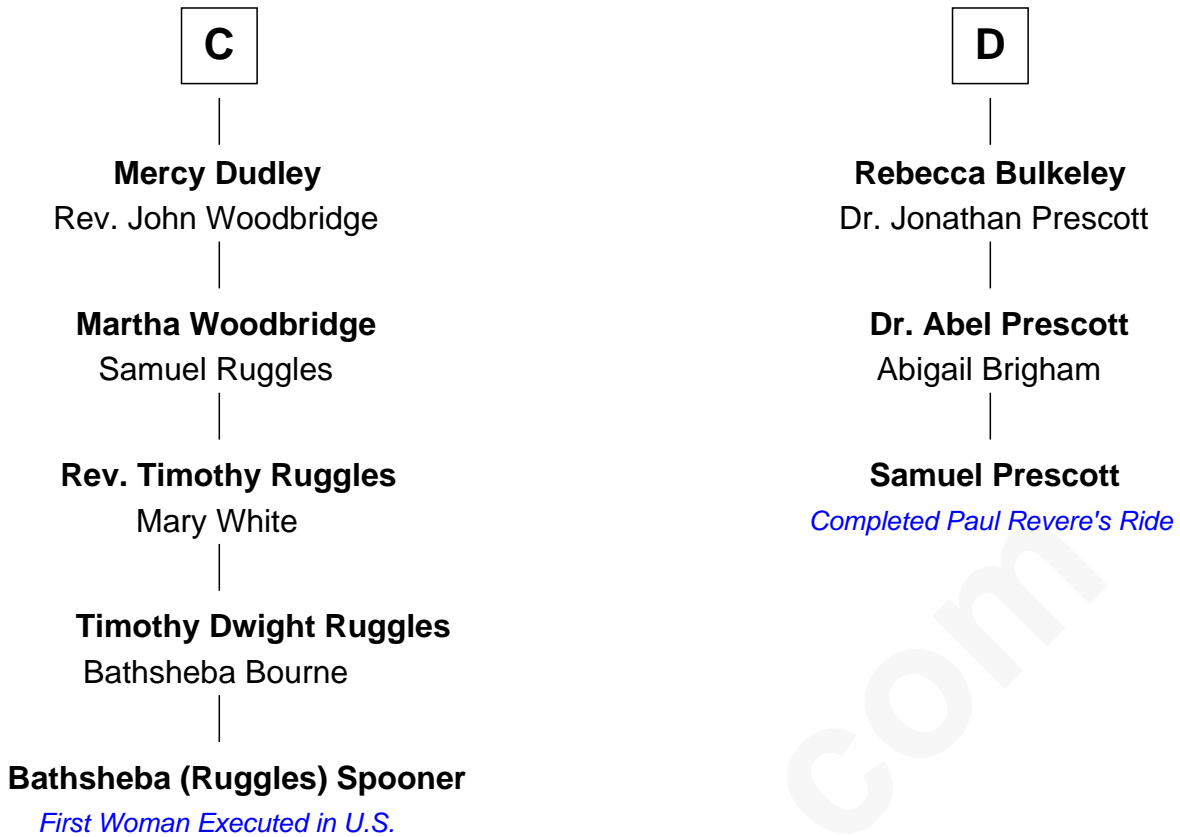 C
Mercy Dudley
Rev. John Woodbridge
Martha Woodbridge
Samuel Ruggles
Rev. Timothy Ruggles
Mary White
Timothy Dwight Ruggles
Bathsheba Bourne
Bathsheba (Ruggles) Spooner
First Woman Executed in U.S.
D
Rebecca Bulkeley
Dr. Jonathan Prescott
Dr. Abel Prescott
Abigail Brigham
Samuel Prescott
Completed Paul Revere's Ride
com